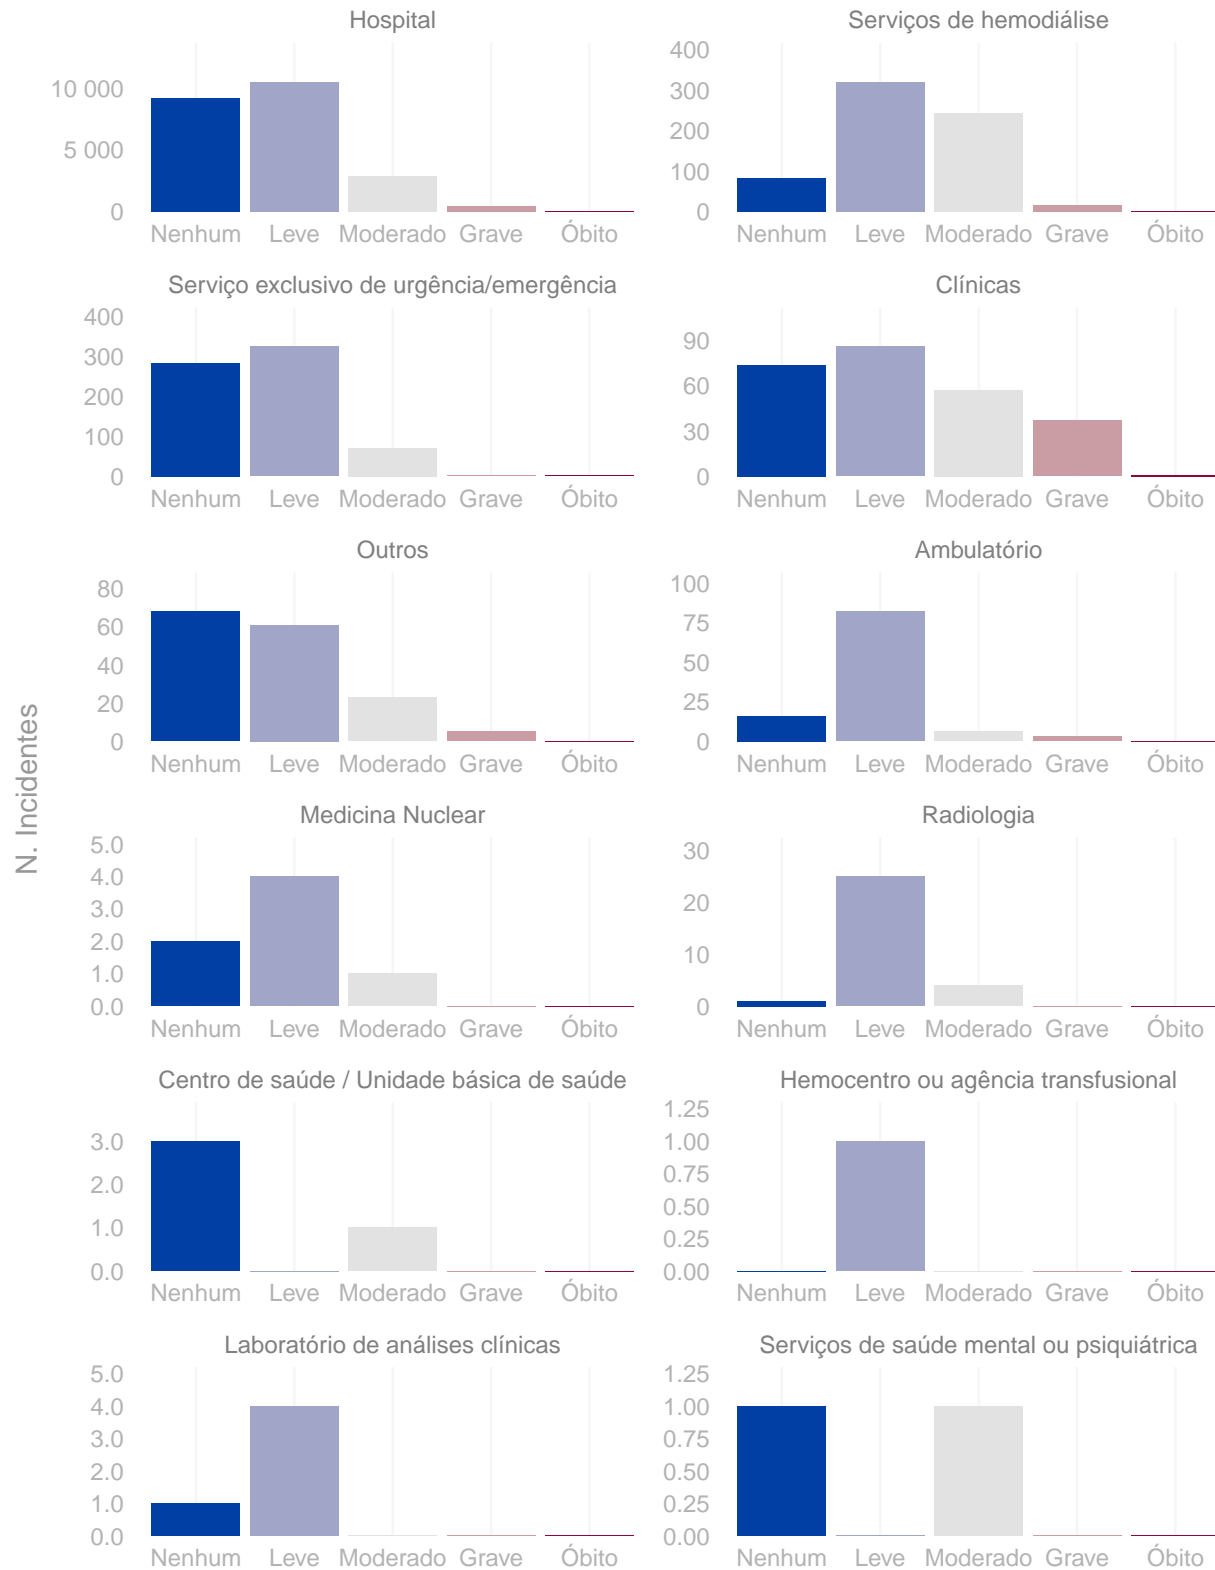 Hospital
10 000
5 000
0
Nenhum Leve Moderado Grave Óbito
Serviços de hemodiálise
400
300
200
100
0
Nenhum Leve Moderado Grave Óbito
Serviço exclusivo de urgência/emergência
400
300
200
100
0
Nenhum Leve Moderado Grave Óbito
Clínicas
90
60
30
0
Nenhum Leve Moderado Grave Óbito
Outros
80
60
40
20
0
Nenhum Leve Moderado Grave Óbito
Ambulatório
100
75
50
25
0
Nenhum Leve Moderado Grave Óbito
N. Incidentes
Medicina Nuclear
5.0
4.0
3.0
2.0
1.0
0.0
Nenhum Leve Moderado Grave Óbito
Radiologia
30
20
10
0
Nenhum Leve Moderado Grave Óbito
Centro de saúde / Unidade básica de saúde
3.0
2.0
1.0
0.0
Nenhum Leve Moderado Grave Óbito
Hemocentro ou agência transfusional
1.25
1.00
0.75
0.50
0.25
0.00
Nenhum Leve Moderado Grave Óbito
Laboratório de análises clínicas
5.0
4.0
3.0
2.0
1.0
0.0
Nenhum Leve Moderado Grave Óbito
Serviços de saúde mental ou psiquiátrica
1.25
1.00
0.75
0.50
0.25
0.00
Nenhum Leve Moderado Grave Óbito